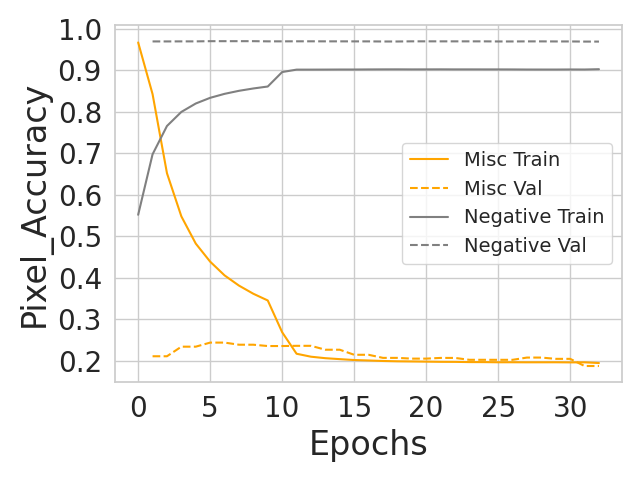 1.0
0.9
0.8
0.7
0.6
0.5
0.4
0.3
0.2
Pixel_Accuracy
Misc Train
Misc Val
Negative Train
Negative Val
0 5 10 15 20 25 30
Epochs